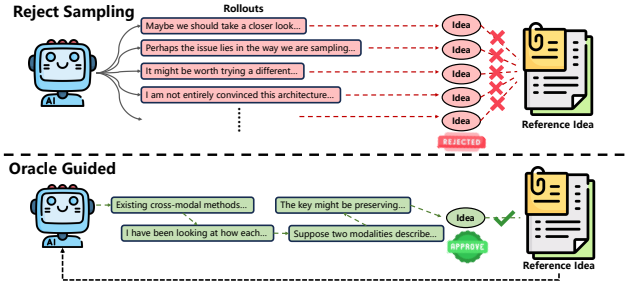 Reject Sampling
Rollouts
Maybe we should take a closer look...
Perhaps the issue lies in the way we are sampling...
It might be worth trying a different...
I am not entirely convinced this architecture...
AI
Idea
Idea
Idea
Idea
Idea
REJECTED
Reference Idea
Oracle Guided
Existing cross-modal methods...
The key might be preserving...
I have been looking at how each...
Suppose two modalities describe...
AI
Idea
APPROVE
Reference Idea